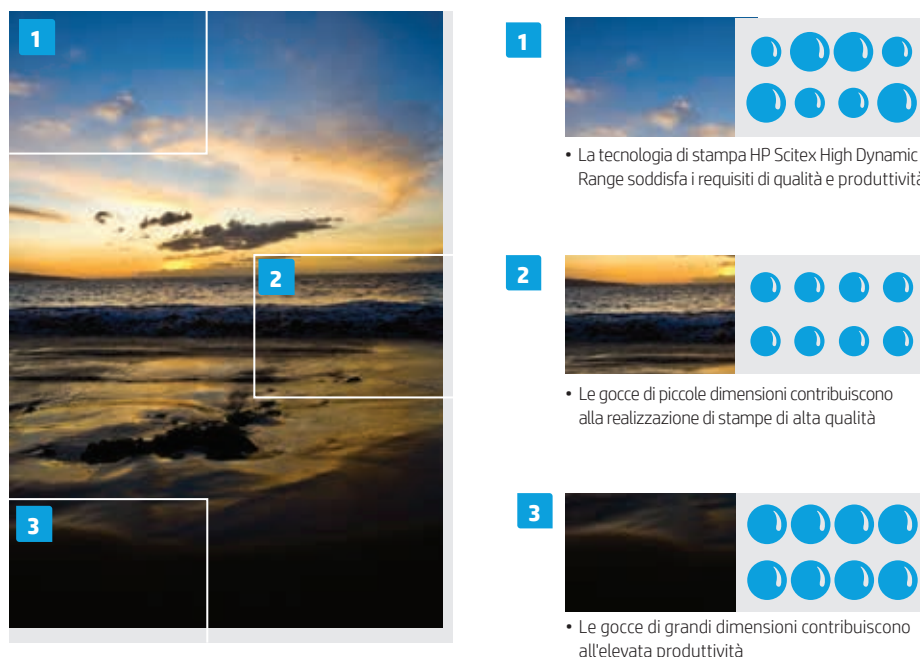 1
2
3
1
• La tecnologia di stampa HP Scitex High Dynamic
Range soddisfa i requisiti di qualità e produttività
2
• Le gocce di piccole dimensioni contribuiscono
alla realizzazione di stampe di alta qualità
3
• Le gocce di grandi dimensioni contribuiscono
all'elevata produttività